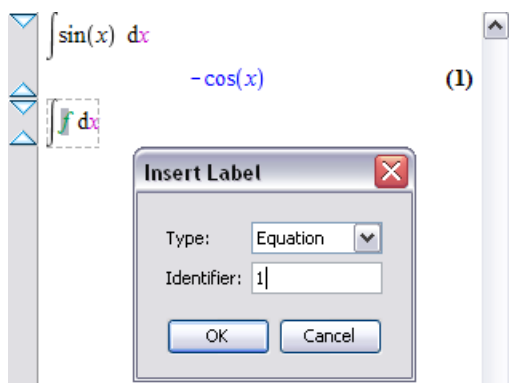 ∫sin(x) dx
−cos(x) (1)
∫f dx
Insert Label
Type: Equation
Identifier: 1
OK Cancel